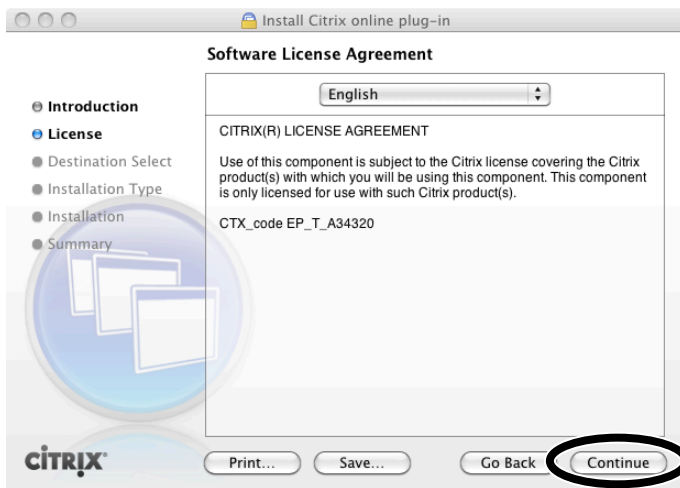 Install Citrix online plug-in
Software License Agreement
Introduction
License
Destination Select
Installation Type
Installation
Summary
English
CITRIX(R) LICENSE AGREEMENT
Use of this component is subject to the Citrix license covering the Citrix
product(s) with which you will be using this component. This component
is only licensed for use with such Citrix product(s).
CTX_code EP_T_A34320
CITRIX
Print...
Save...
Go Back
Continue